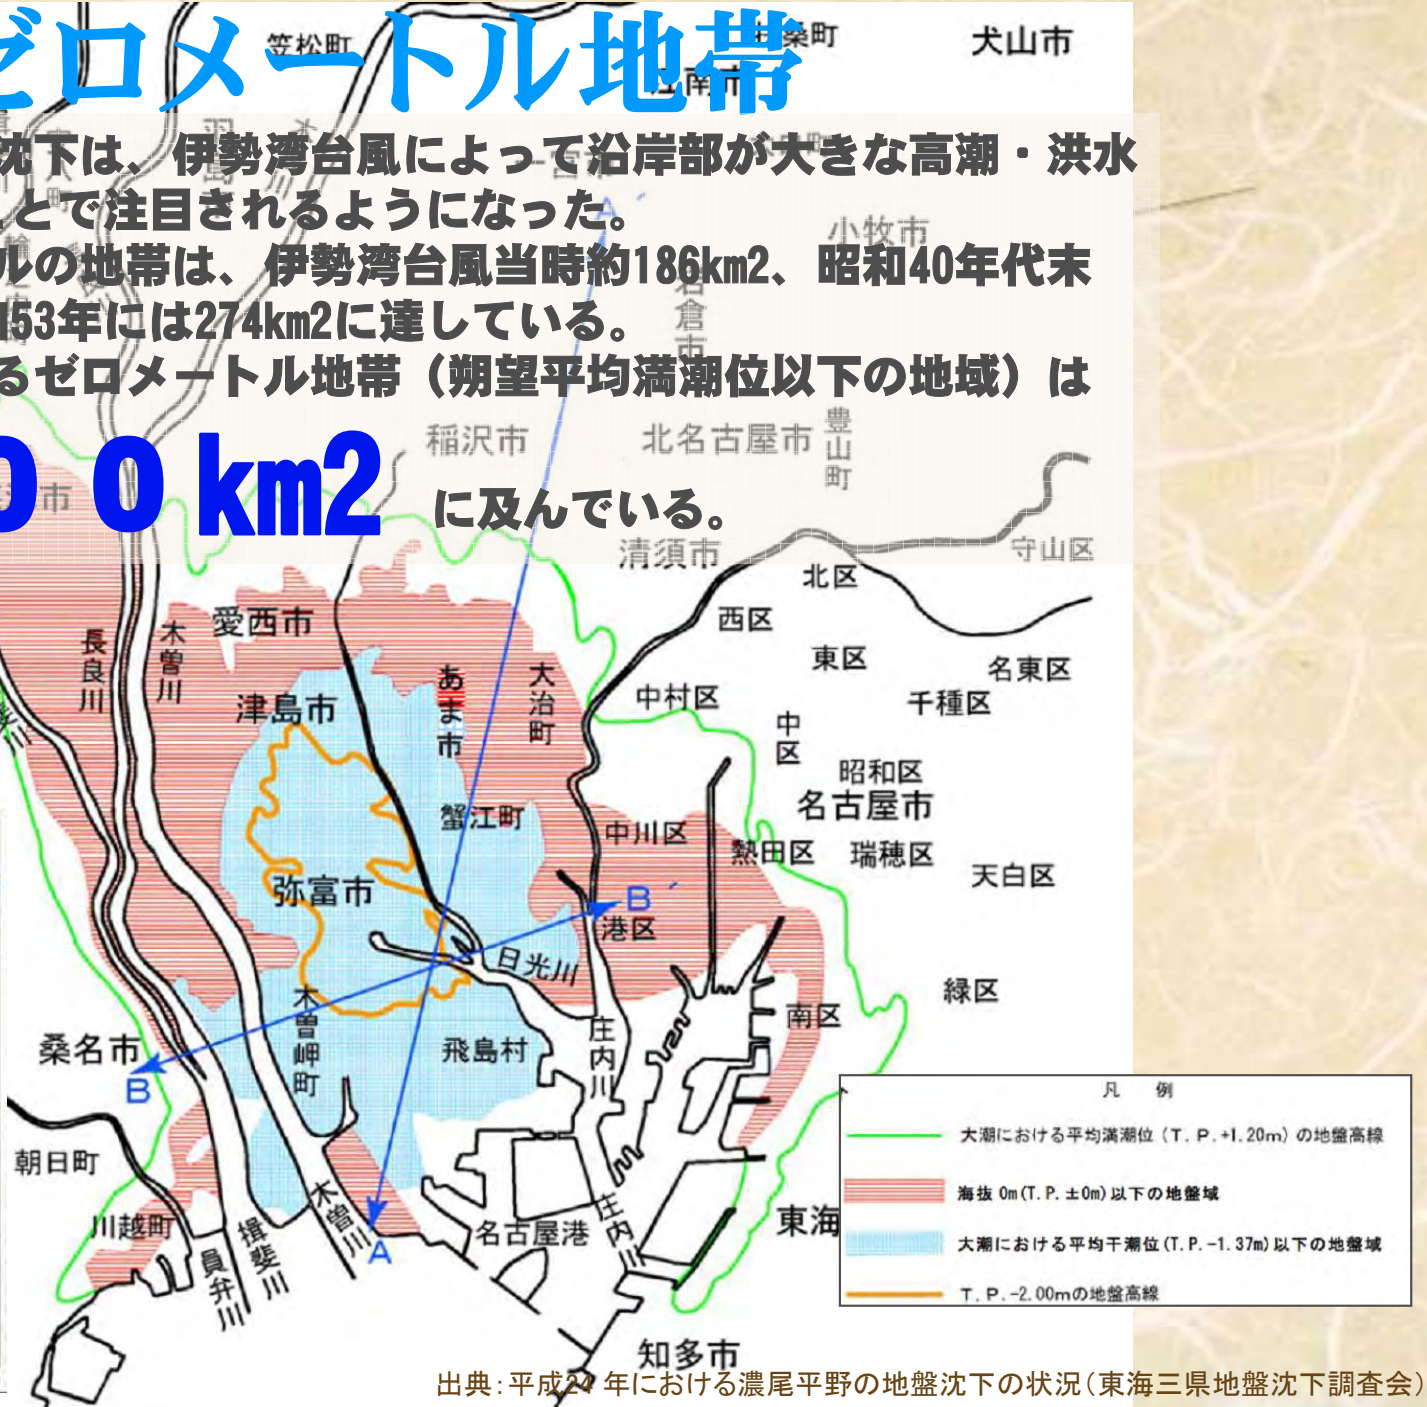 ゼロメートル地帯
沈下は、伊勢湾台風によって沿岸部が大きな高潮・洪水
とで注目されるようになった。
ルの地帯は、伊勢湾台風当時約186km2、昭和40年代末
153年には274km2に達している。
るゼロメートル地帯（朔望平均満潮位以下の地域）は
００km2 に及んでいる。
笠松町
桑町
犬山市
江南市
一宮市
小牧市
岩倉市
稲沢市
北名古屋市
豊山町
清須市
守山区
市
A´
北区
西区
東区
名東区
千種区
中村区
中区
昭和区
名古屋市
愛西市
長良川
木曽川
津島市
あま市
大治町
蟹江町
中川区
熱田区
瑞穂区
天白区
弥富市
B´
港区
日光川
緑区
南区
木曽岬町
飛島村
庄内川
桑名市
B
朝日町
川越町
員弁川
揖斐川
木曽川
A
名古屋港
庄内川
東海
知多市
凡 例
大潮における平均満潮位（T. P. +1.20m）の地盤高線
海抜 0m(T.P.±0m)以下の地盤域
大潮における平均干潮位(T.P.-1.37m)以下の地盤域
T. P. -2.00mの地盤高線
出典：平成24 年における濃尾平野の地盤沈下の状況（東海三県地盤沈下調査会）